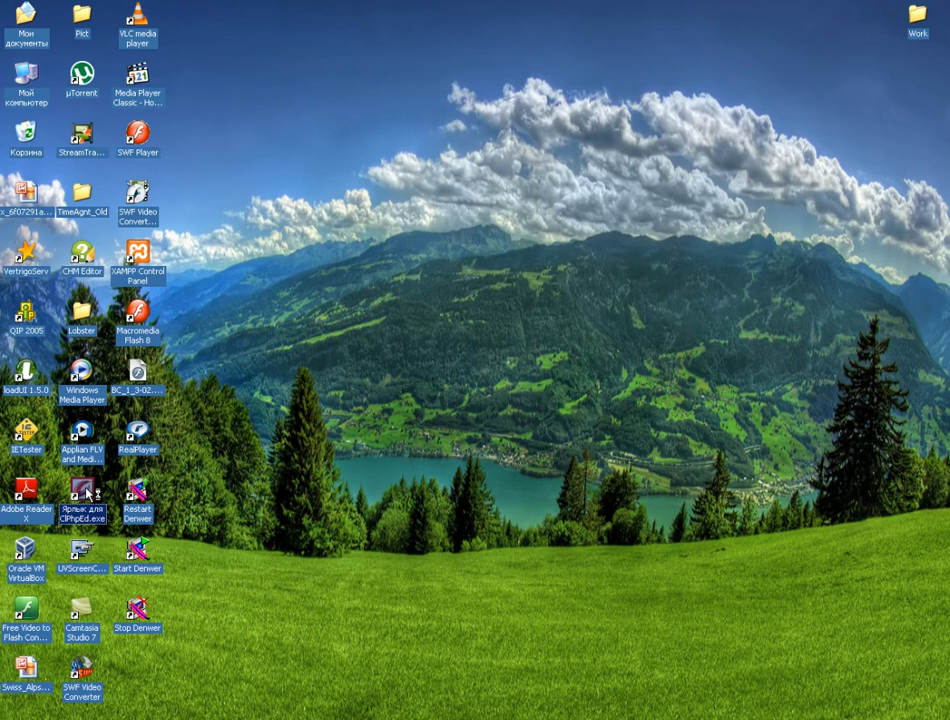 Мои
документы
Pict
VLC media
player
Work
Мой
компьютер
µTorrent
Media Player
Classic - Ho...
Корзина
StreamTra...
SWF Player
x_6f07291a...
TimeAgnt_Old
SWF Video
Convert...
VertrigoServ
CHM Editor
XAMPP Control
Panel
QIP 2005
Lobster
Macromedia
Flash 8
loadUI 1.5.0
Windows
Media Player
BC_1_3-02....
IETester
Applian FLV
and Medi...
RealPlayer
Adobe Reader
X
Ярлык для
ClPhpEd.exe
Restart
Denwer
Oracle VM
VirtualBox
UVScreenC...
Start Denwer
Free Video to
Flash Con...
Camtasia
Studio 7
Stop Denwer
Swiss_Alps...
SWF Video
Converter